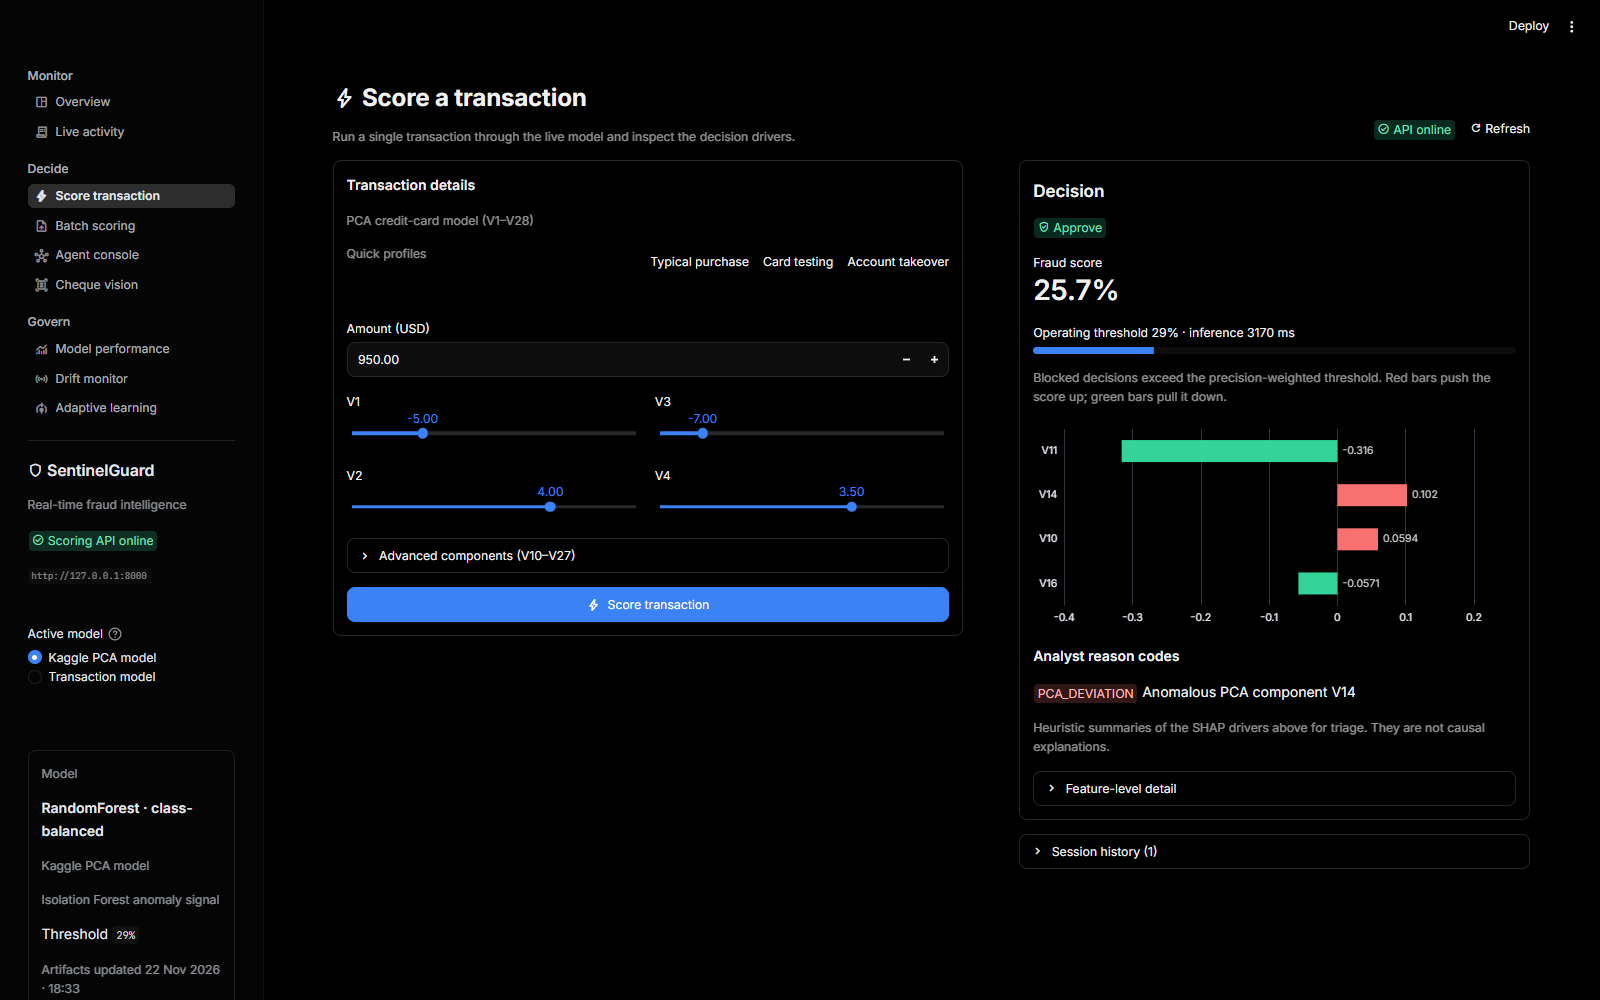 Deploy
Monitor
Overview
Live activity
Decide
Score transaction
Batch scoring
Agent console
Cheque vision
Govern
Model performance
Drift monitor
Adaptive learning
SentinelGuard
Real-time fraud intelligence
Scoring API online
http://127.0.0.1:8000
Active model
Kaggle PCA model
Transaction model
Model
RandomForest · class-
balanced
Kaggle PCA model
Isolation Forest anomaly signal
Threshold 29%
Artifacts updated 22 Nov 2026
· 18:33
Score a transaction
Run a single transaction through the live model and inspect the decision drivers.
API online
Refresh
Transaction details
PCA credit-card model (V1–V28)
Quick profiles
Typical purchase
Card testing
Account takeover
Amount (USD)
950.00
V1
-5.00
V3
-7.00
V2
4.00
V4
3.50
Advanced components (V10–V27)
Score transaction
Decision
Approve
Fraud score
25.7%
Operating threshold 29% · inference 3170 ms
Blocked decisions exceed the precision-weighted threshold. Red bars push the
score up; green bars pull it down.
V11
-0.316
V14
0.102
V10
0.0594
V16
-0.0571
-0.4
-0.3
-0.2
-0.1
0
0.1
0.2
Analyst reason codes
PCA_DEVIATION Anomalous PCA component V14
Heuristic summaries of the SHAP drivers above for triage. They are not causal
explanations.
Feature-level detail
Session history (1)